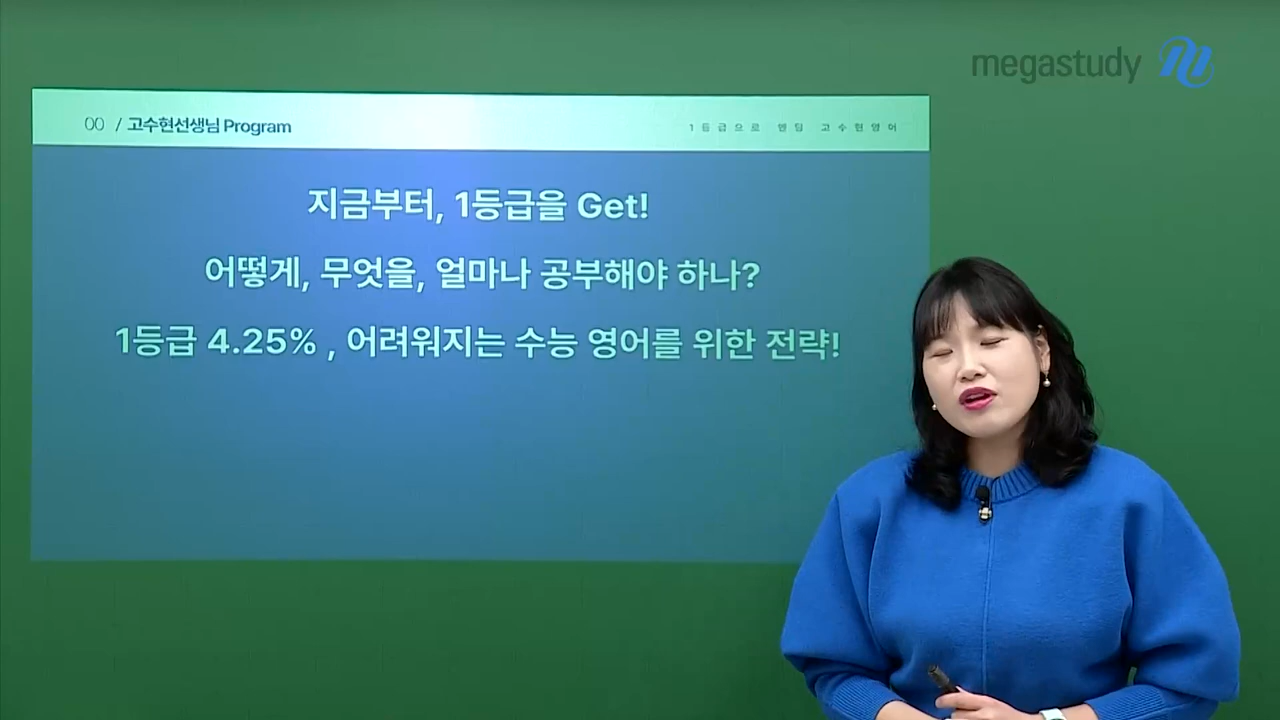 megastudy
00 / 고수현선생님 Program
1등급으로 엔딩 고수현영어
지금부터, 1등급을 Get!
어떻게, 무엇을, 얼마나 공부해야 하나?
1등급 4.25% , 어려워지는 수능 영어를 위한 전략!